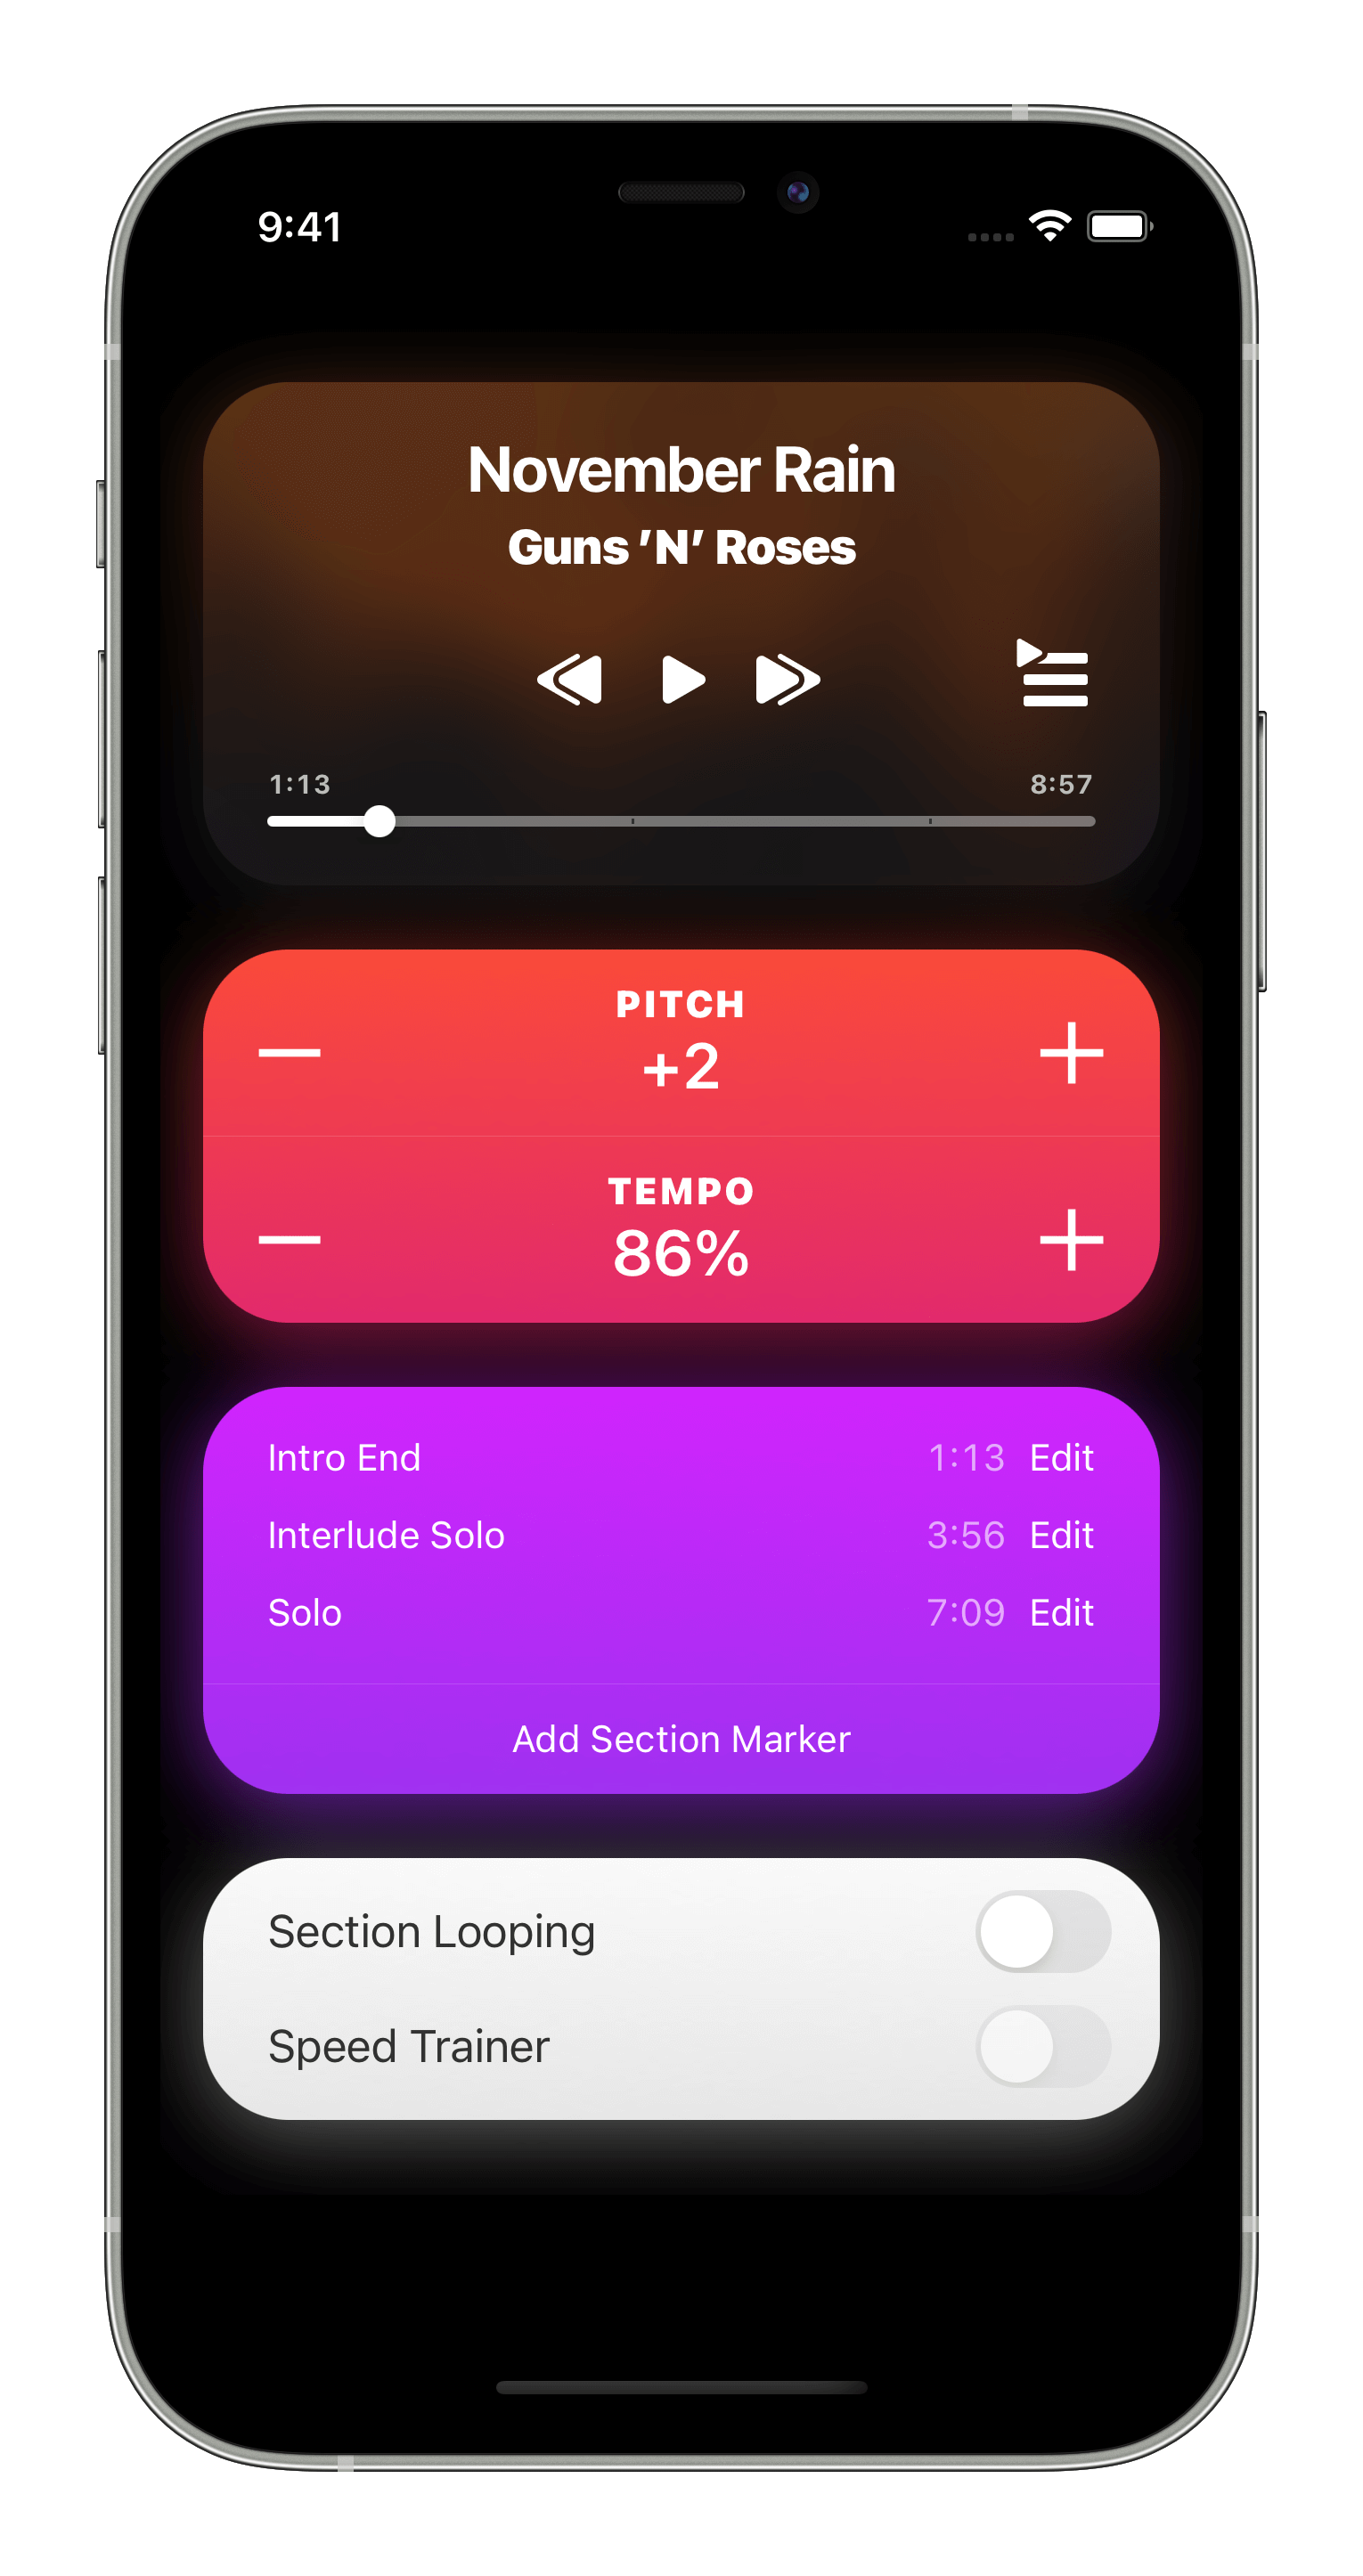 9:41
November Rain
Guns ’N’ Roses
1:13 8:57
PITCH
+2
TEMPO
86%
Intro End 1:13 Edit
Interlude Solo 3:56 Edit
Solo 7:09 Edit
Add Section Marker
Section Looping
Speed Trainer